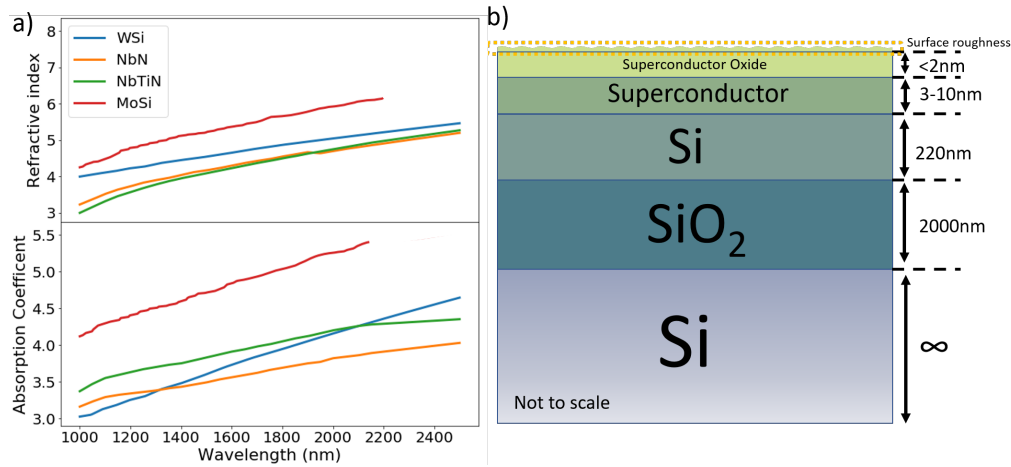 a)
8
7
6
5
4
3
Refractive index
WSi
NbN
NbTiN
MoSi
5.5
5.0
4.5
4.0
3.5
3.0
Absorption Coefficent
1000 1200 1400 1600 1800 2000 2200 2400
Wavelength (nm)
b)
Surface roughness
Superconductor Oxide
<2nm
Superconductor
3-10nm
Si
220nm
SiO2
2000nm
Si
∞
Not to scale